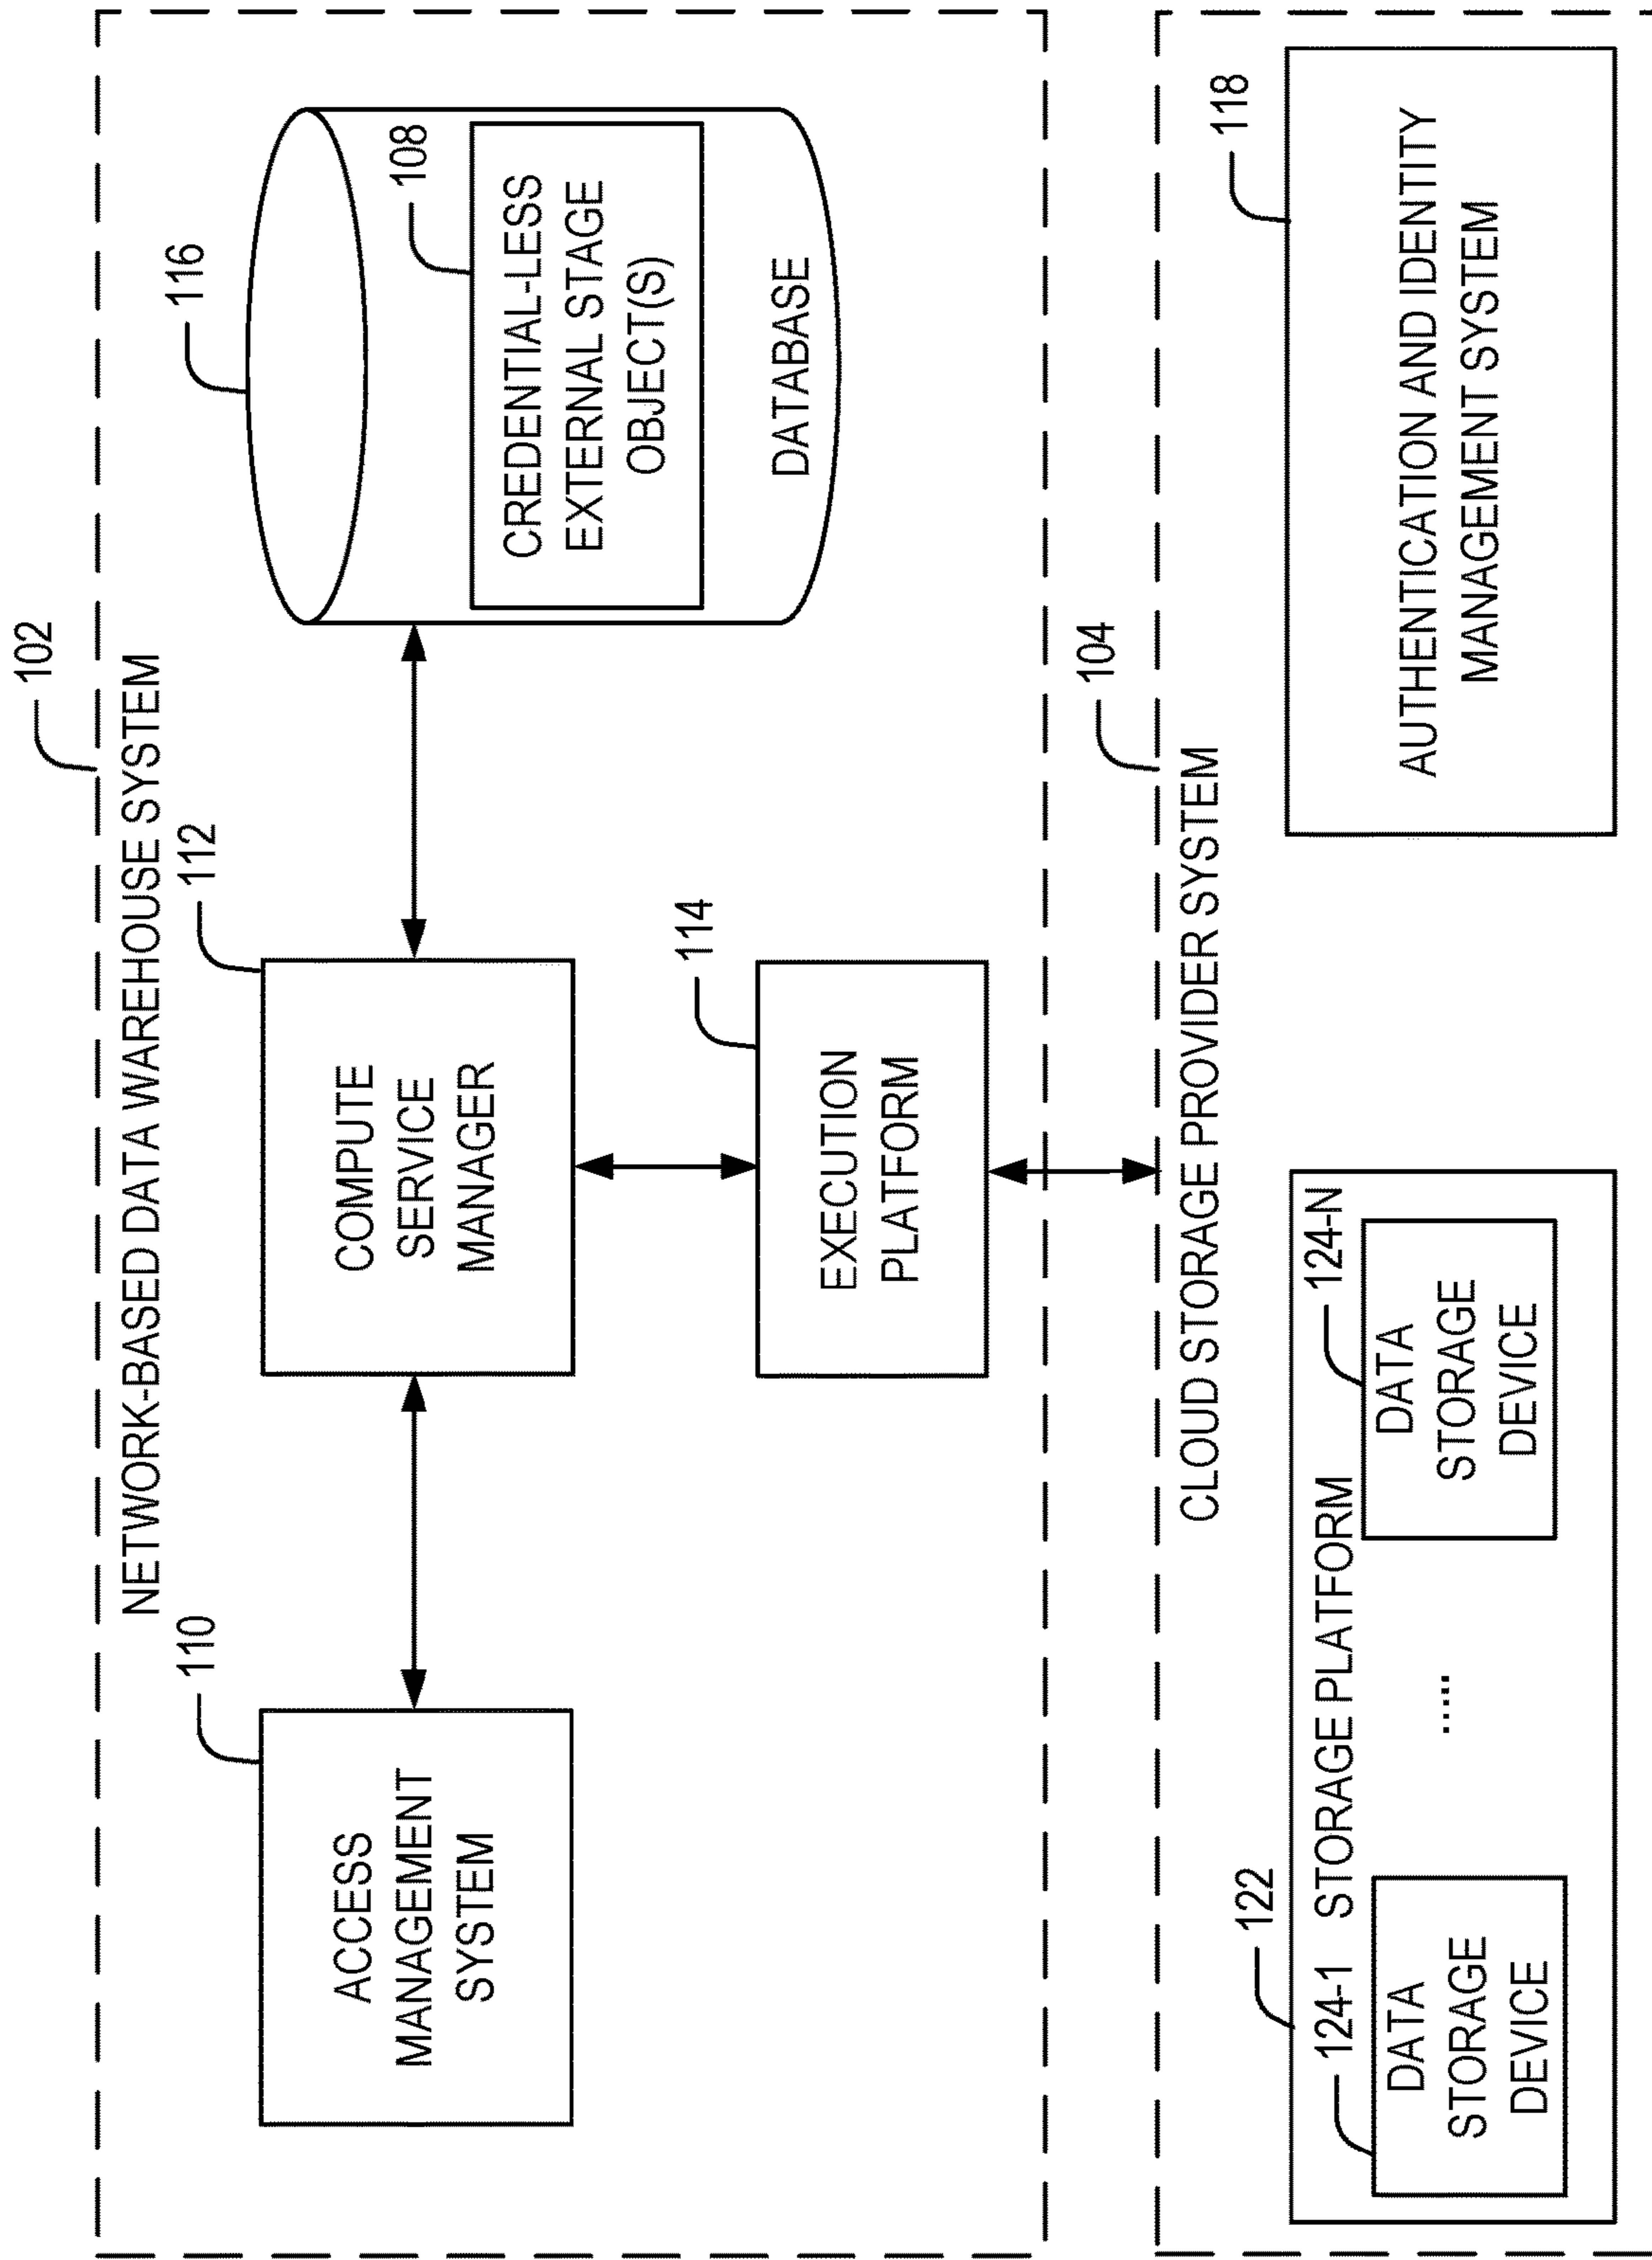 102
NETWORK-BASED DATA WAREHOUSE SYSTEM
110
ACCESS
MANAGEMENT
SYSTEM
112
COMPUTE
SERVICE
MANAGER
116
108
CREDENTIAL-LESS
EXTERNAL STAGE
OBJECT(S)
DATABASE
114
EXECUTION
PLATFORM
104
CLOUD STORAGE PROVIDER SYSTEM
122
STORAGE PLATFORM
124-1
DATA
STORAGE
DEVICE
.....
124-N
DATA
STORAGE
DEVICE
118
AUTHENTICATION AND IDENTITY
MANAGEMENT SYSTEM